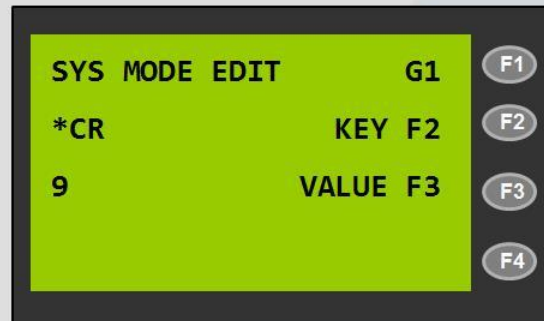 SYS MODE EDIT G1
F1
*CR KEY F2
F2
9 VALUE F3
F3
F4